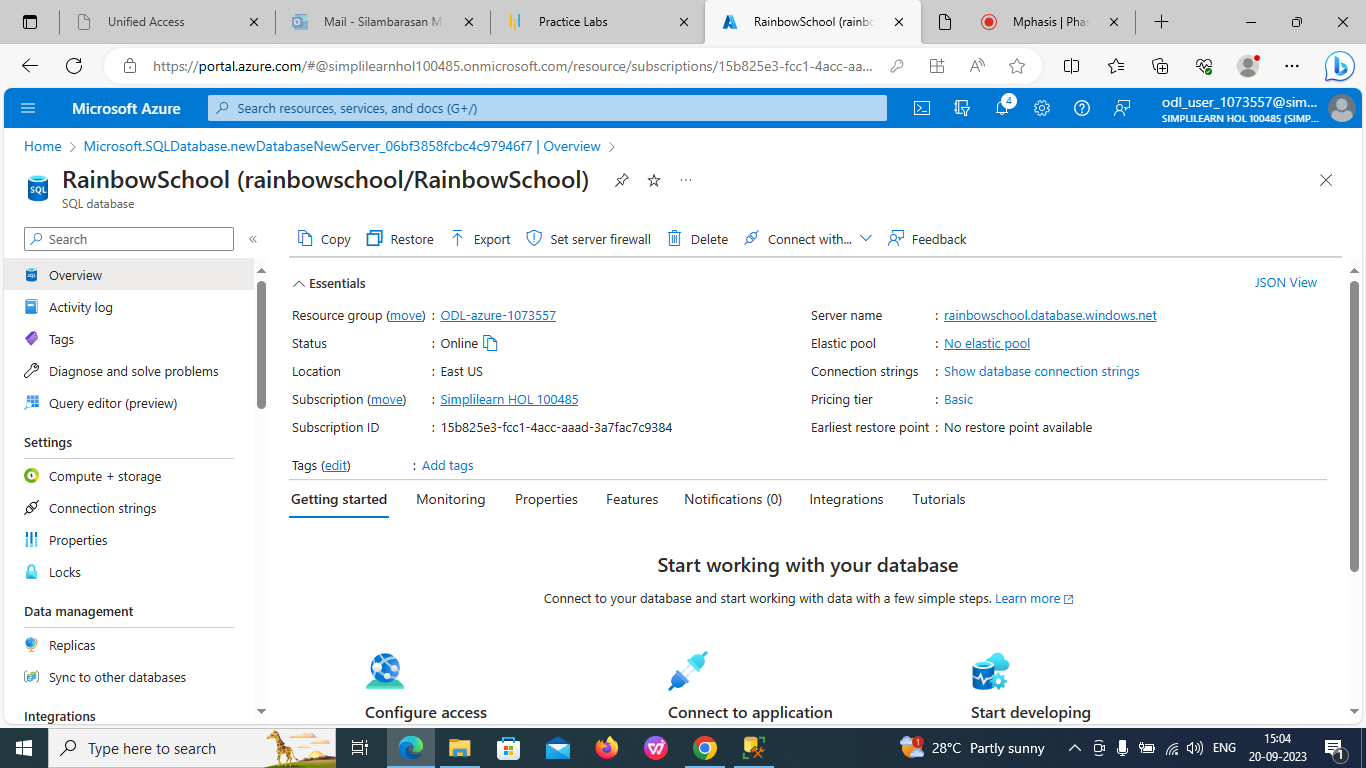 Unified Access
Mail - Silambarasan M
Practice Labs
RainbowSchool (rainbo
Mphasis | Pha
https://portal.azure.com/#@simplilearnhol100485.onmicrosoft.com/resource/subscriptions/15b825e3-fcc1-4acc-aa...
Microsoft Azure
Search resources, services, and docs (G+/)
4
odl_user_1073557@sim...
SIMPLILEARN HOL 100485 (SIMP...
Home > Microsoft.SQLDatabase.newDatabaseNewServer_06bf3858fcbc4c97946f7 | Overview >
SQL
RainbowSchool (rainbowschool/RainbowSchool)
SQL database
Search
Copy
Restore
Export
Set server firewall
Delete
Connect with...
Feedback
Overview
Activity log
Tags
Diagnose and solve problems
Query editor (preview)
Settings
Compute + storage
Connection strings
Properties
Locks
Data management
Replicas
Sync to other databases
Integrations
Essentials
JSON View
Resource group (move) : ODL-azure-1073557
Status : Online
Location : East US
Subscription (move) : Simplilearn HOL 100485
Subscription ID : 15b825e3-fcc1-4acc-aaad-3a7fac7c9384
Server name : rainbowschool.database.windows.net
Elastic pool : No elastic pool
Connection strings : Show database connection strings
Pricing tier : Basic
Earliest restore point : No restore point available
Tags (edit) : Add tags
Getting started
Monitoring
Properties
Features
Notifications (0)
Integrations
Tutorials
Start working with your database
Connect to your database and start working with data with a few simple steps. Learn more
Configure access
Connect to application
Start developing
Type here to search
1
28°C Partly sunny
ENG
15:04
20-09-2023
1